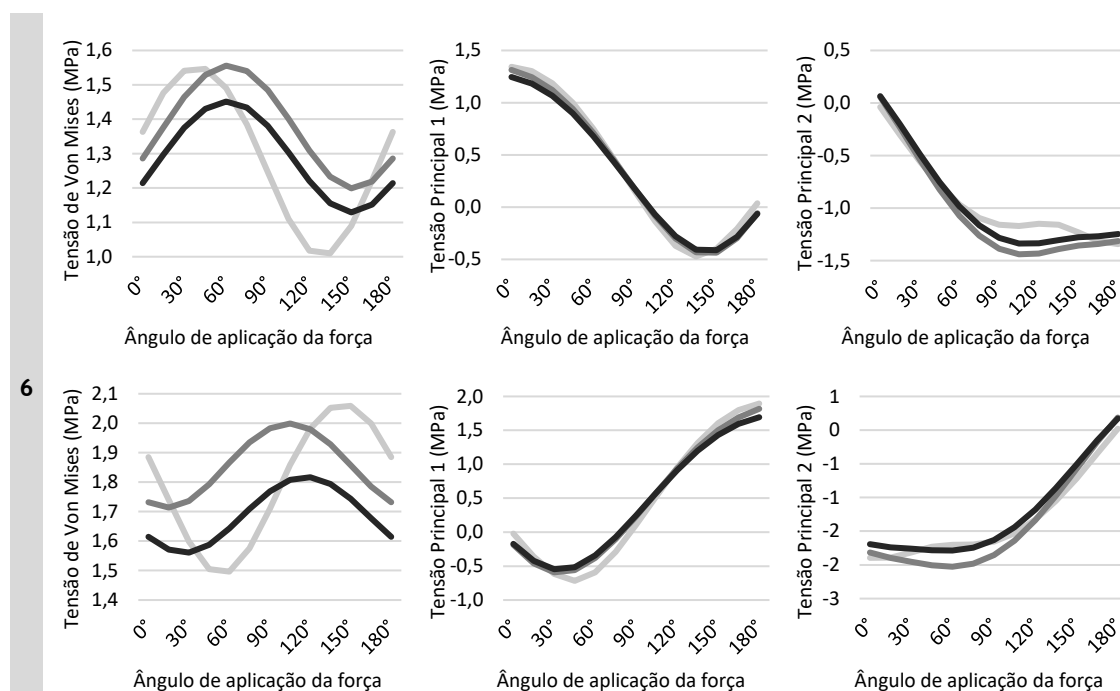 6
Tensão de Von Mises (MPa)
1,6
1,5
1,4
1,3
1,2
1,1
1,0
0° 30° 60° 90° 120° 150° 180°
Ângulo de aplicação da força
Tensão Principal 1 (MPa)
1,5
1,0
0,5
0,0
-0,5
0° 30° 60° 90° 120° 150° 180°
Ângulo de aplicação da força
Tensão Principal 2 (MPa)
0,5
0,0
-0,5
-1,0
-1,5
0° 30° 60° 90° 120° 150° 180°
Ângulo de aplicação da força
Tensão de Von Mises (MPa)
2,1
2,0
1,9
1,8
1,7
1,6
1,5
1,4
0° 30° 60° 90° 120° 150° 180°
Ângulo de aplicação da força
Tensão Principal 1 (MPa)
2,0
1,5
1,0
0,5
0,0
-0,5
-1,0
0° 30° 60° 90° 120° 150° 180°
Ângulo de aplicação da força
Tensão Principal 2 (MPa)
1
0
-1
-1
-2
-2
-3
0° 30° 60° 90° 120° 150° 180°
Ângulo de aplicação da força